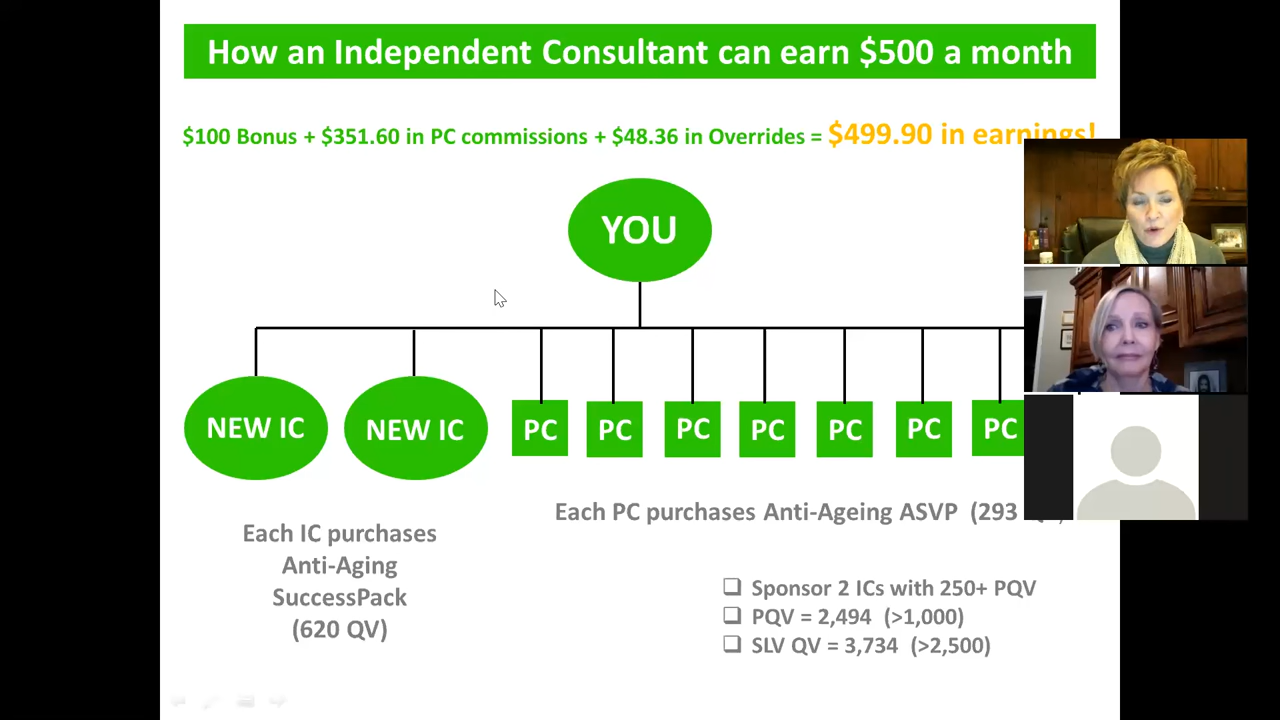 How an Independent Consultant can earn $500 a month
$100 Bonus + $351.60 in PC commissions + $48.36 in Overrides = $499.90 in earnings!
YOU
NEW IC NEW IC PC PC PC PC PC PC PC
Each PC purchases Anti-Ageing ASVP (293
Each IC purchases
Anti-Aging
SuccessPack
(620 QV)
Sponsor 2 ICs with 250+ PQV
PQV = 2,494 (>1,000)
SLV QV = 3,734 (>2,500)